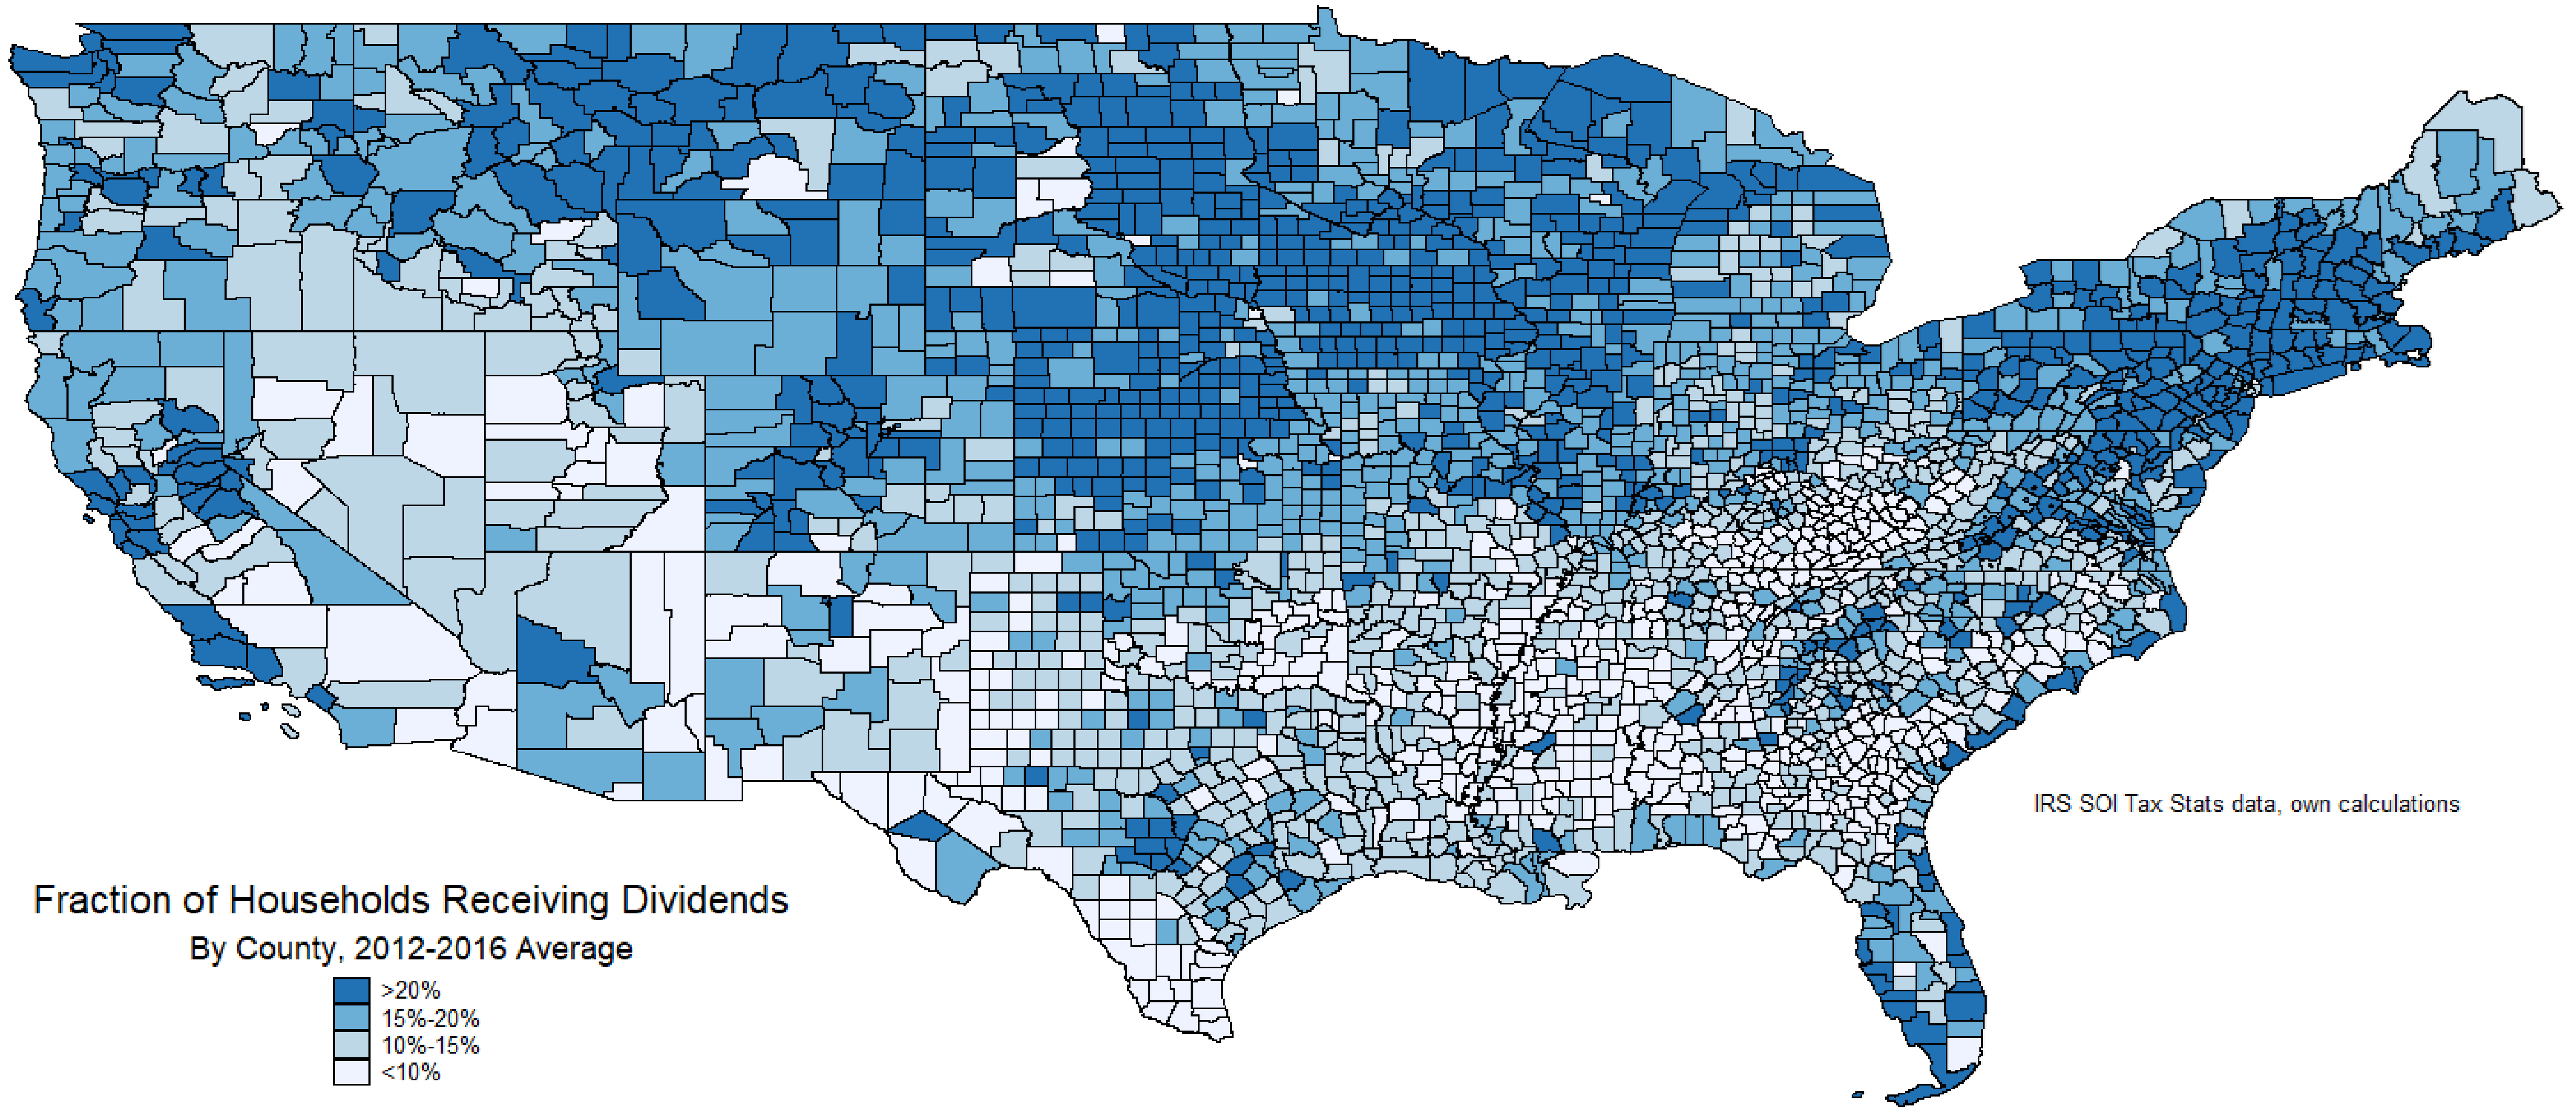 IRS SOI Tax Stats data, own calculations
Fraction of Households Receiving Dividends
By County, 2012-2016 Average
>20%
15%-20%
10%-15%
<10%